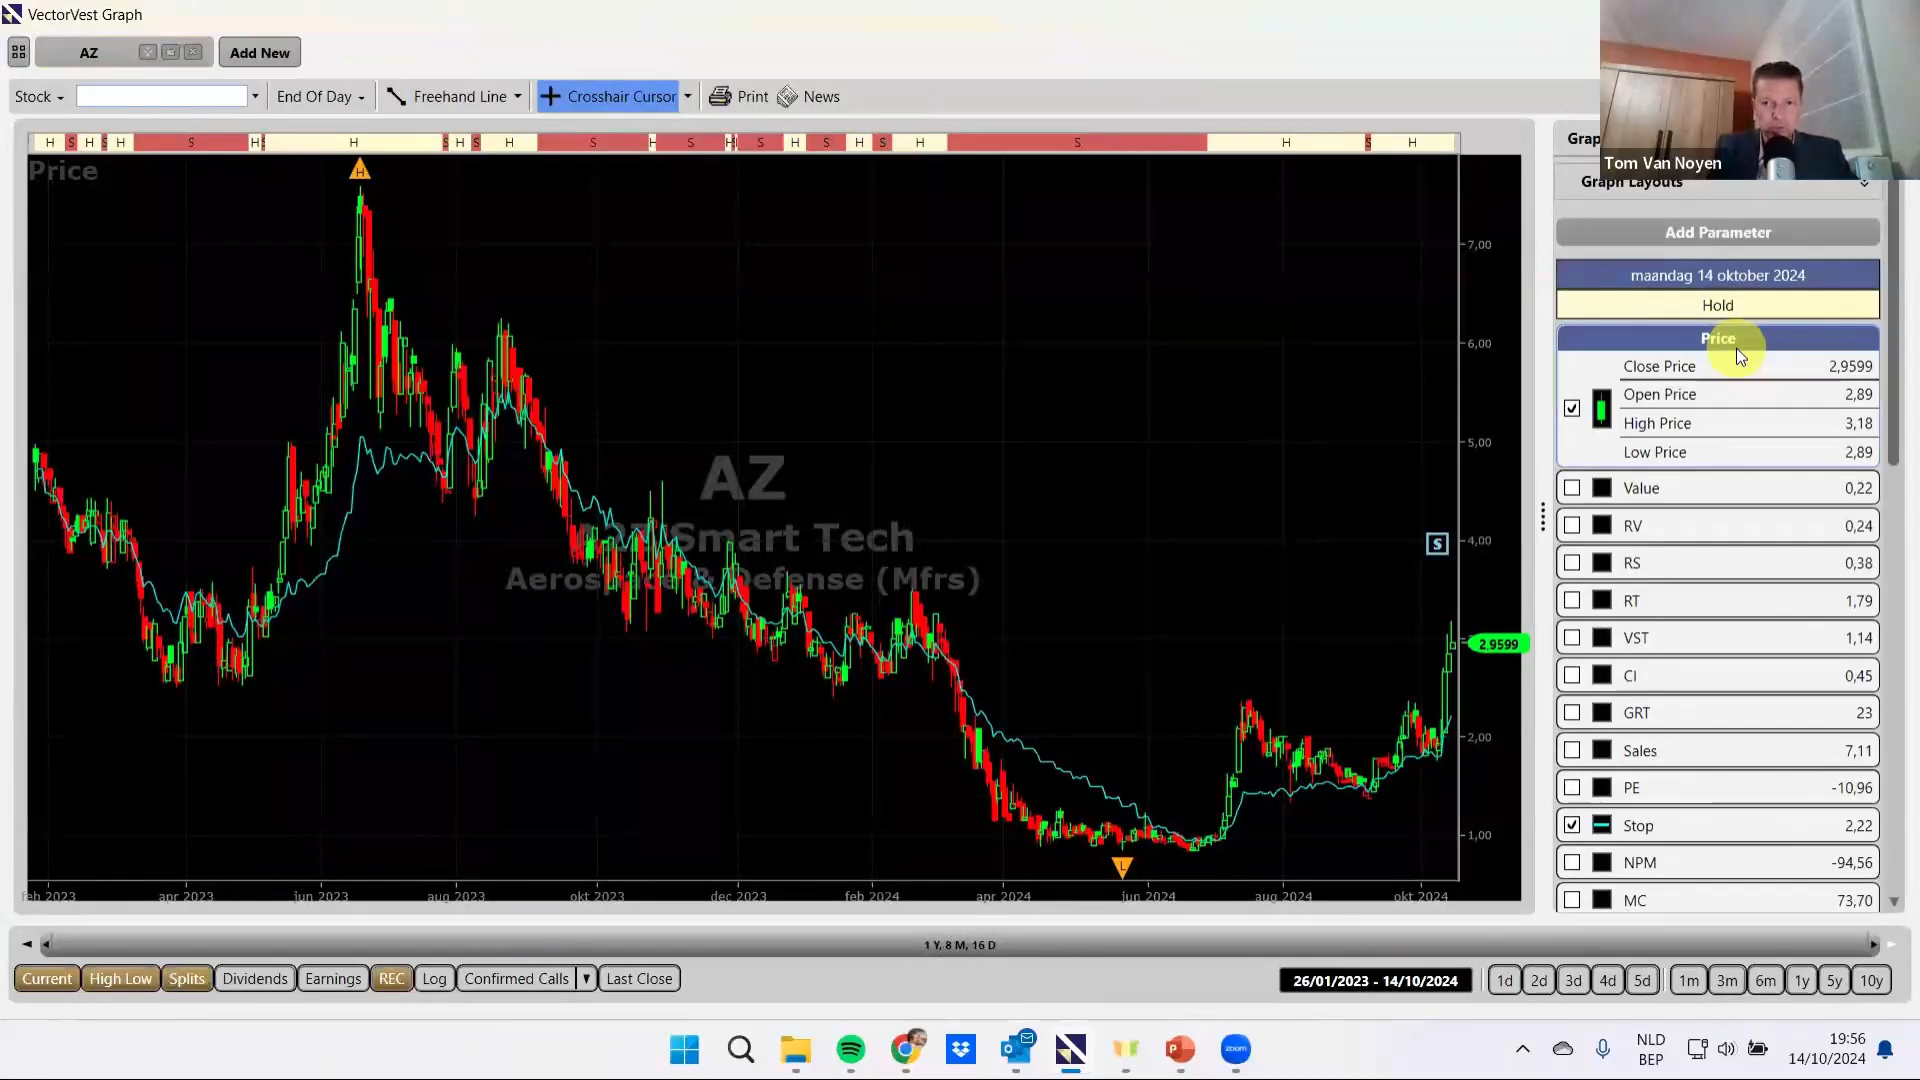 VectorVest Graph
AZ
Add New
Stock
End Of Day
Freehand Line
Crosshair Cursor
Print
News
H S H S H S H S H S H S H S H S H S H S S H S H S H S H S H
Price
7,00
6,00
5,00
4,00
2,00
1,00
H
L
S
2,9599
AZ
Smart Tech
Aerospace & Defense (Mfrs)
feb 2023 apr 2023 jun 2023 aug 2023 okt 2023 dec 2023 feb 2024 apr 2024 jun 2024 aug 2024 okt 2024
Tom Van Noyen
Graph Layouts
Add Parameter
maandag 14 oktober 2024
Hold
Price
Close Price 2,9599
Open Price 2,89
High Price 3,18
Low Price 2,89
Value 0,22
RV 0,24
RS 0,38
RT 1,79
VST 1,14
CI 0,45
GRT 23
Sales 7,11
PE -10,96
Stop 2,22
NPM -94,56
MC 73,70
1 Y, 8 M, 16 D
Current High Low Splits Dividends Earnings REC Log Confirmed Calls Last Close
26/01/2023 - 14/10/2024
1d 2d 3d 4d 5d 1m 3m 6m 1y 5y 10y
zoom
NLD
BEP
19:56
14/10/2024